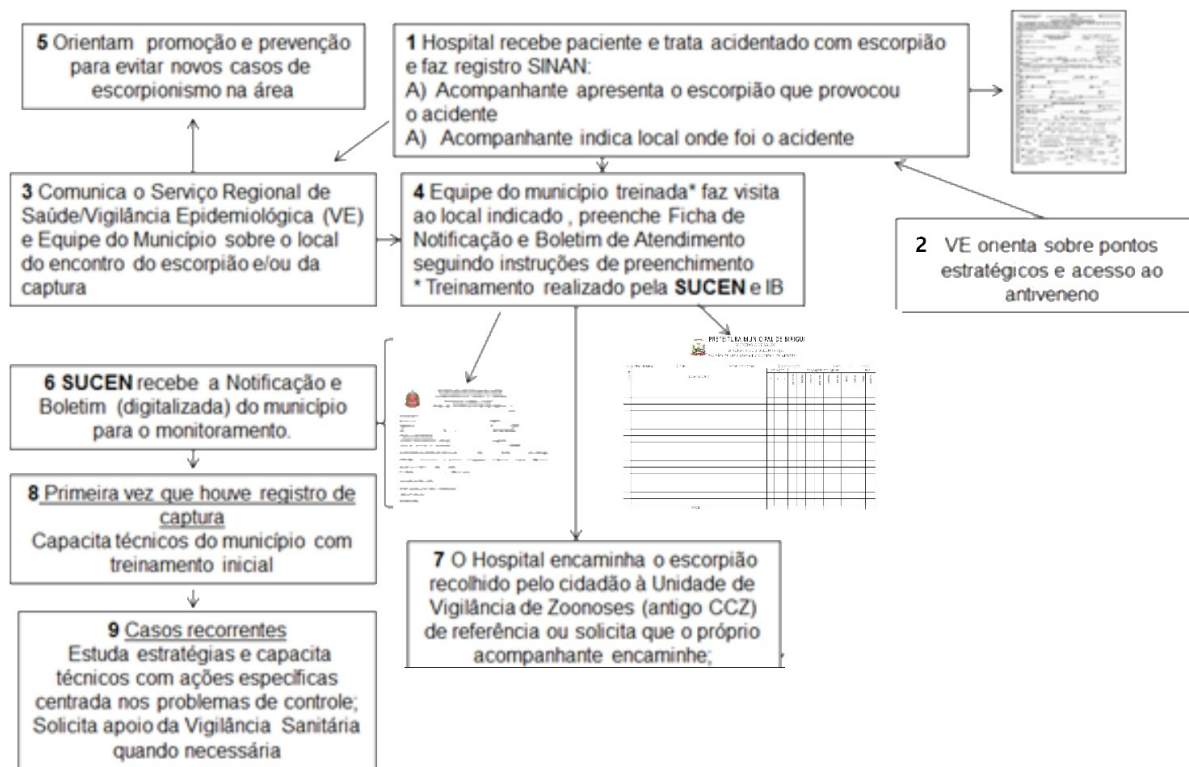 5 Orientam promoção e prevenção
para evitar novos casos de
escorpionismo na área
1 Hospital recebe paciente e trata acidentado com escorpião
e faz registro SINAN:
A) Acompanhante apresenta o escorpião que provocou
o acidente
A) Acompanhante indica local onde foi o acidente
3 Comunica o Serviço Regional de
Saúde/Vigilância Epidemiológica (VE)
e Equipe do Município sobre o local
do encontro do escorpião e/ou da
captura
4 Equipe do município treinada* faz visita
ao local indicado , preenche Ficha de
Notificação e Boletim de Atendimento
seguindo instruções de preenchimento
* Treinamento realizado pela SUCEN e IB
2 VE orienta sobre pontos
estratégicos e acesso ao
antiveneno
PREFEITURA MUNICIPAL DE BIRIGUI
6 SUCEN recebe a Notificação e
Boletim (digitalizada) do município
para o monitoramento.
8 Primeira vez que houve registro de
captura
Capacita técnicos do município com
treinamento inicial
7 O Hospital encaminha o escorpião
recolhido pelo cidadão à Unidade de
Vigilância de Zoonoses (antigo CCZ)
de referência ou solicita que o próprio
acompanhante encaminhe;
9 Casos recorrentes
Estuda estratégias e capacita
técnicos com ações específicas
centrada nos problemas de controle;
Solicita apoio da Vigilância Sanitária
quando necessária